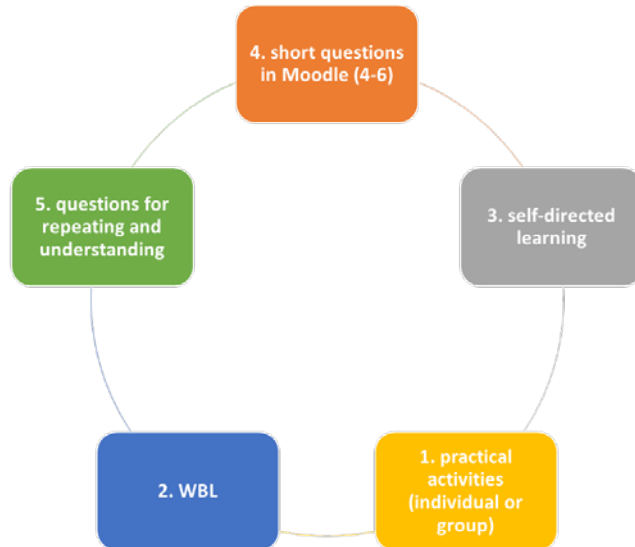 4. short questions
in Moodle (4-6)
5. questions for
repeating and
understanding
3. self-directed
learning
2. WBL
1. practical
activities
(individual or
group)